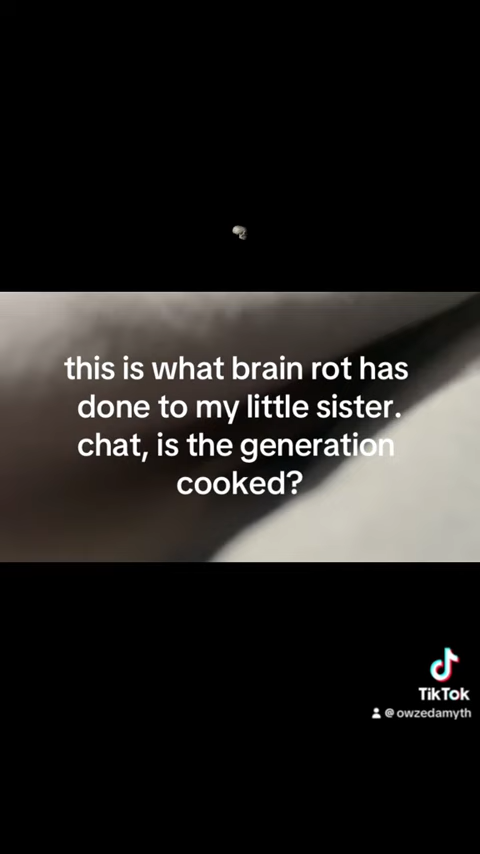 this is what brain rot has
done to my little sister.
chat, is the generation
cooked?
TikTok
@owzedamyth